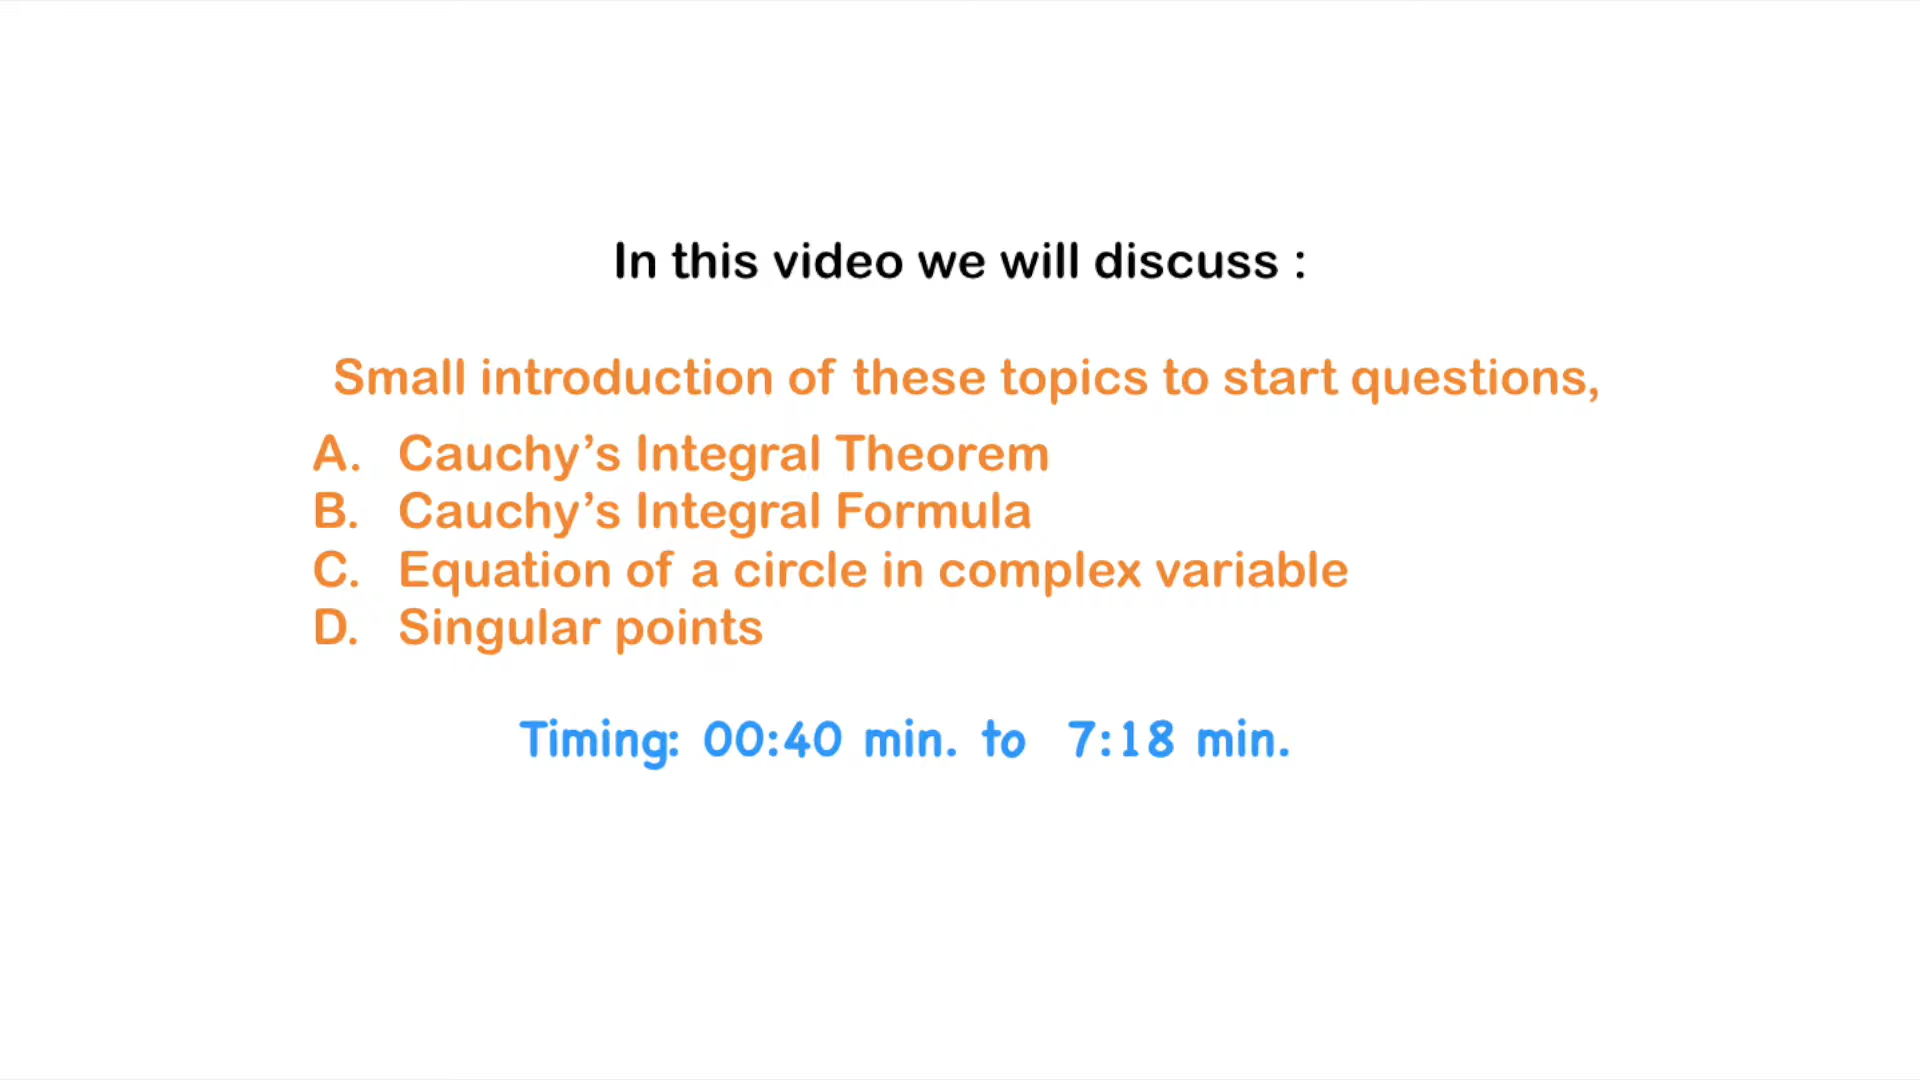 In this video we will discuss :
Small introduction of these topics to start questions,
A. Cauchy’s Integral Theorem
B. Cauchy’s Integral Formula
C. Equation of a circle in complex variable
D. Singular points
Timing: 00:40 min. to 7:18 min.